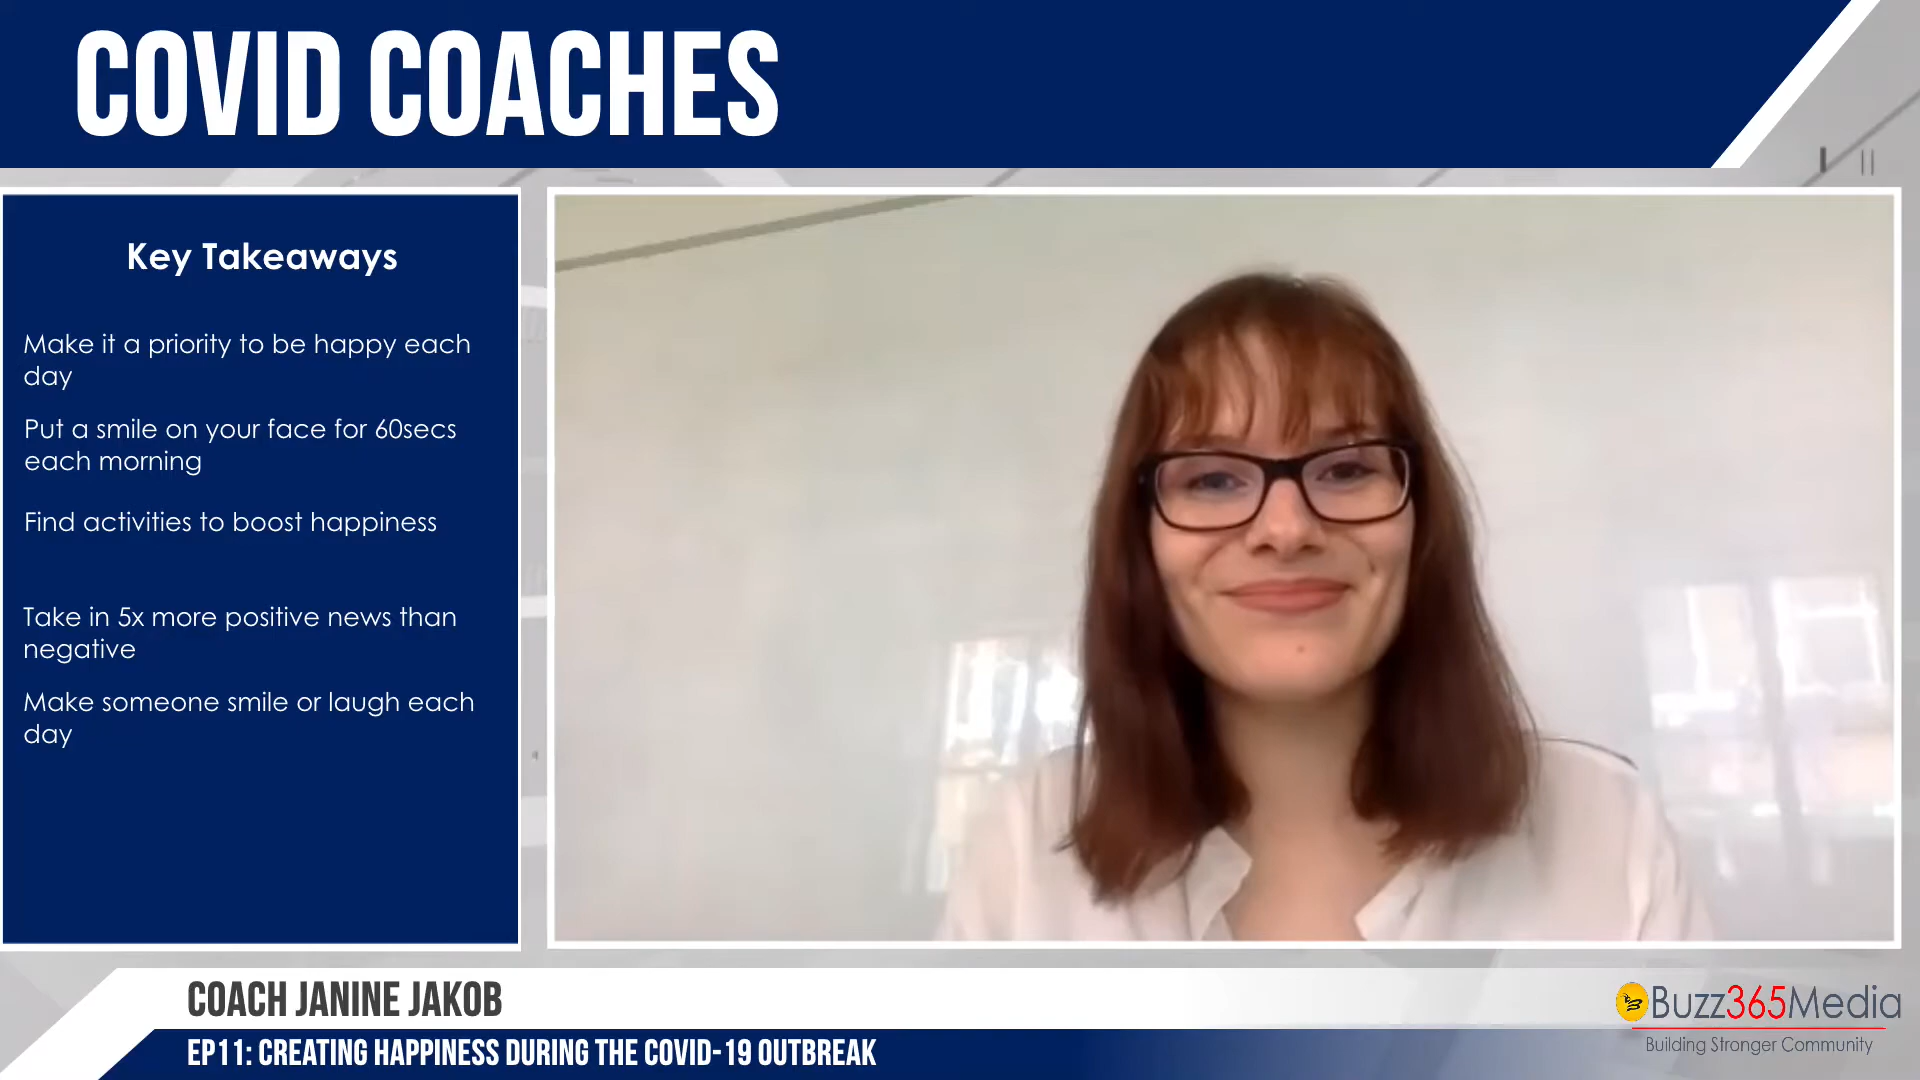 COVID COACHES
Key Takeaways
Make it a priority to be happy each
day
Put a smile on your face for 60secs
each morning
Find activities to boost happiness
Take in 5x more positive news than
negative
Make someone smile or laugh each
day
COACH JANINE JAKOB
EP11: CREATING HAPPINESS DURING THE COVID-19 OUTBREAK
Buzz365Media
Building Stronger Community